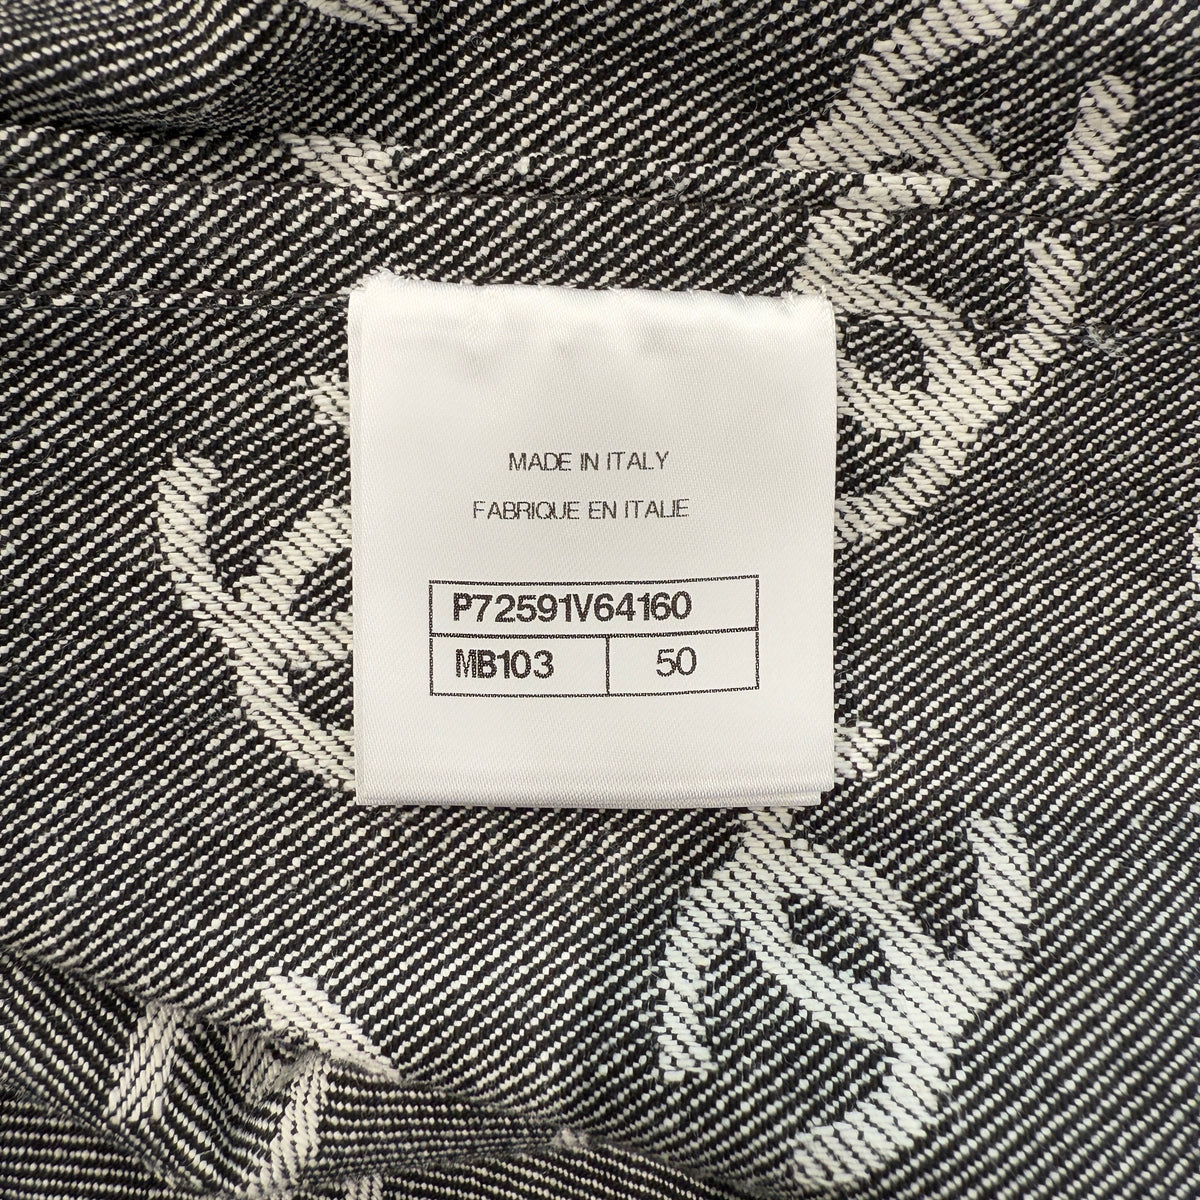 MADE IN ITALY
FABRIQUE EN ITALIE
P72591V64160
MB103 50